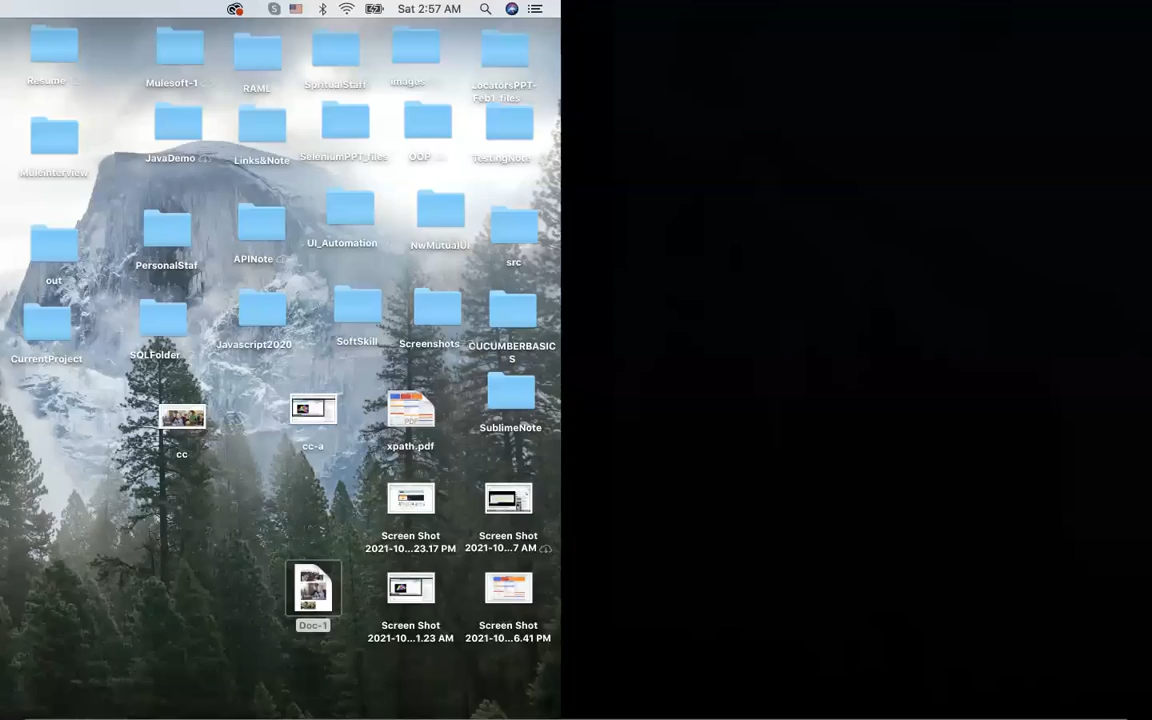 S
Sat 2:57 AM
Resume
Mulesoft-1
RAML
SpritualStaff
images
LocatorsPPT-
Feb1_files
MuleInterview
JavaDemo
Links&Note
SeleniumPPT_files
OOP
TestingNote
out
PersonalStaf
APINote
UI_Automation
NwMutualUI
src
CurrentProject
SQLFolder
Javascript2020
SoftSkill
Screenshots
CUCUMBERBASIC
S
cc
cc-a
xpath.pdf
PDF
SublimeNote
Screen Shot
2021-10...23.17 PM
Screen Shot
2021-10...7 AM
Doc-1
Screen Shot
2021-10...1.23 AM
Screen Shot
2021-10...6.41 PM